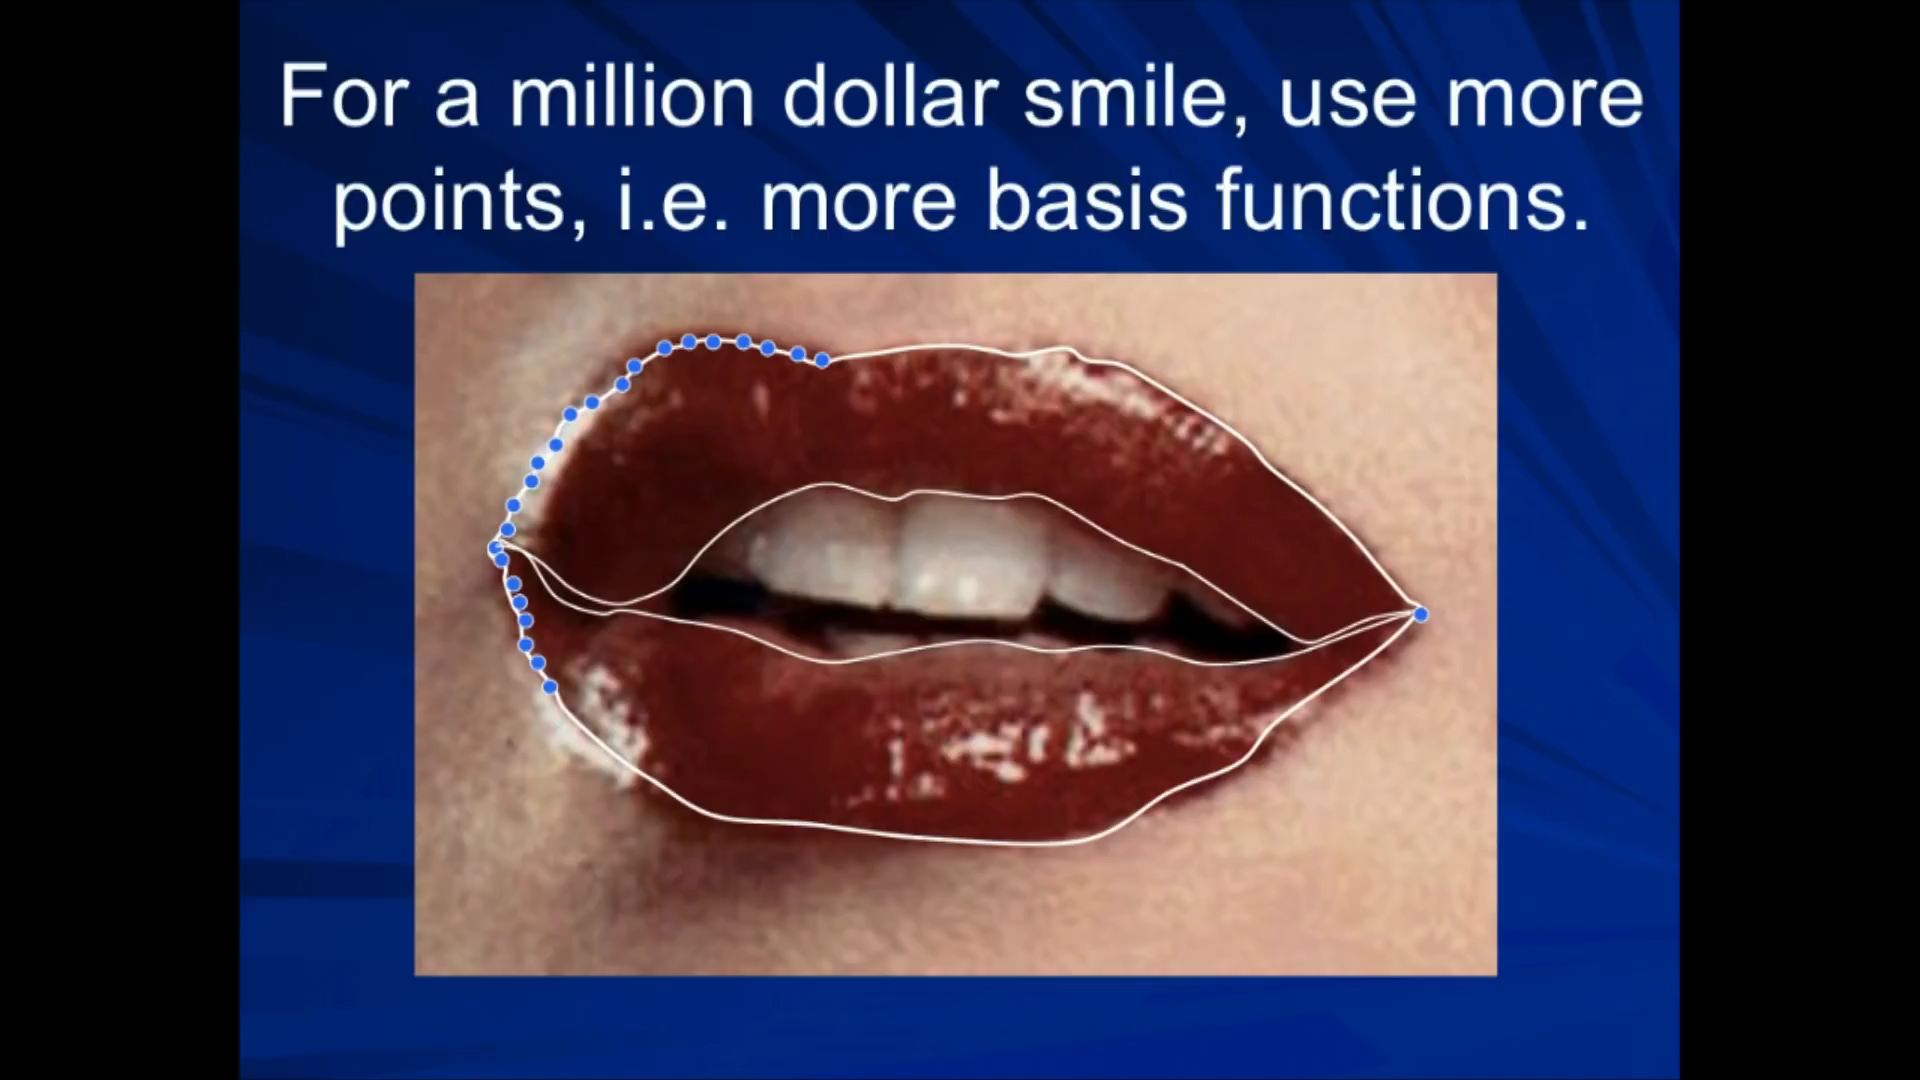 For a million dollar smile, use more
points, i.e. more basis functions.